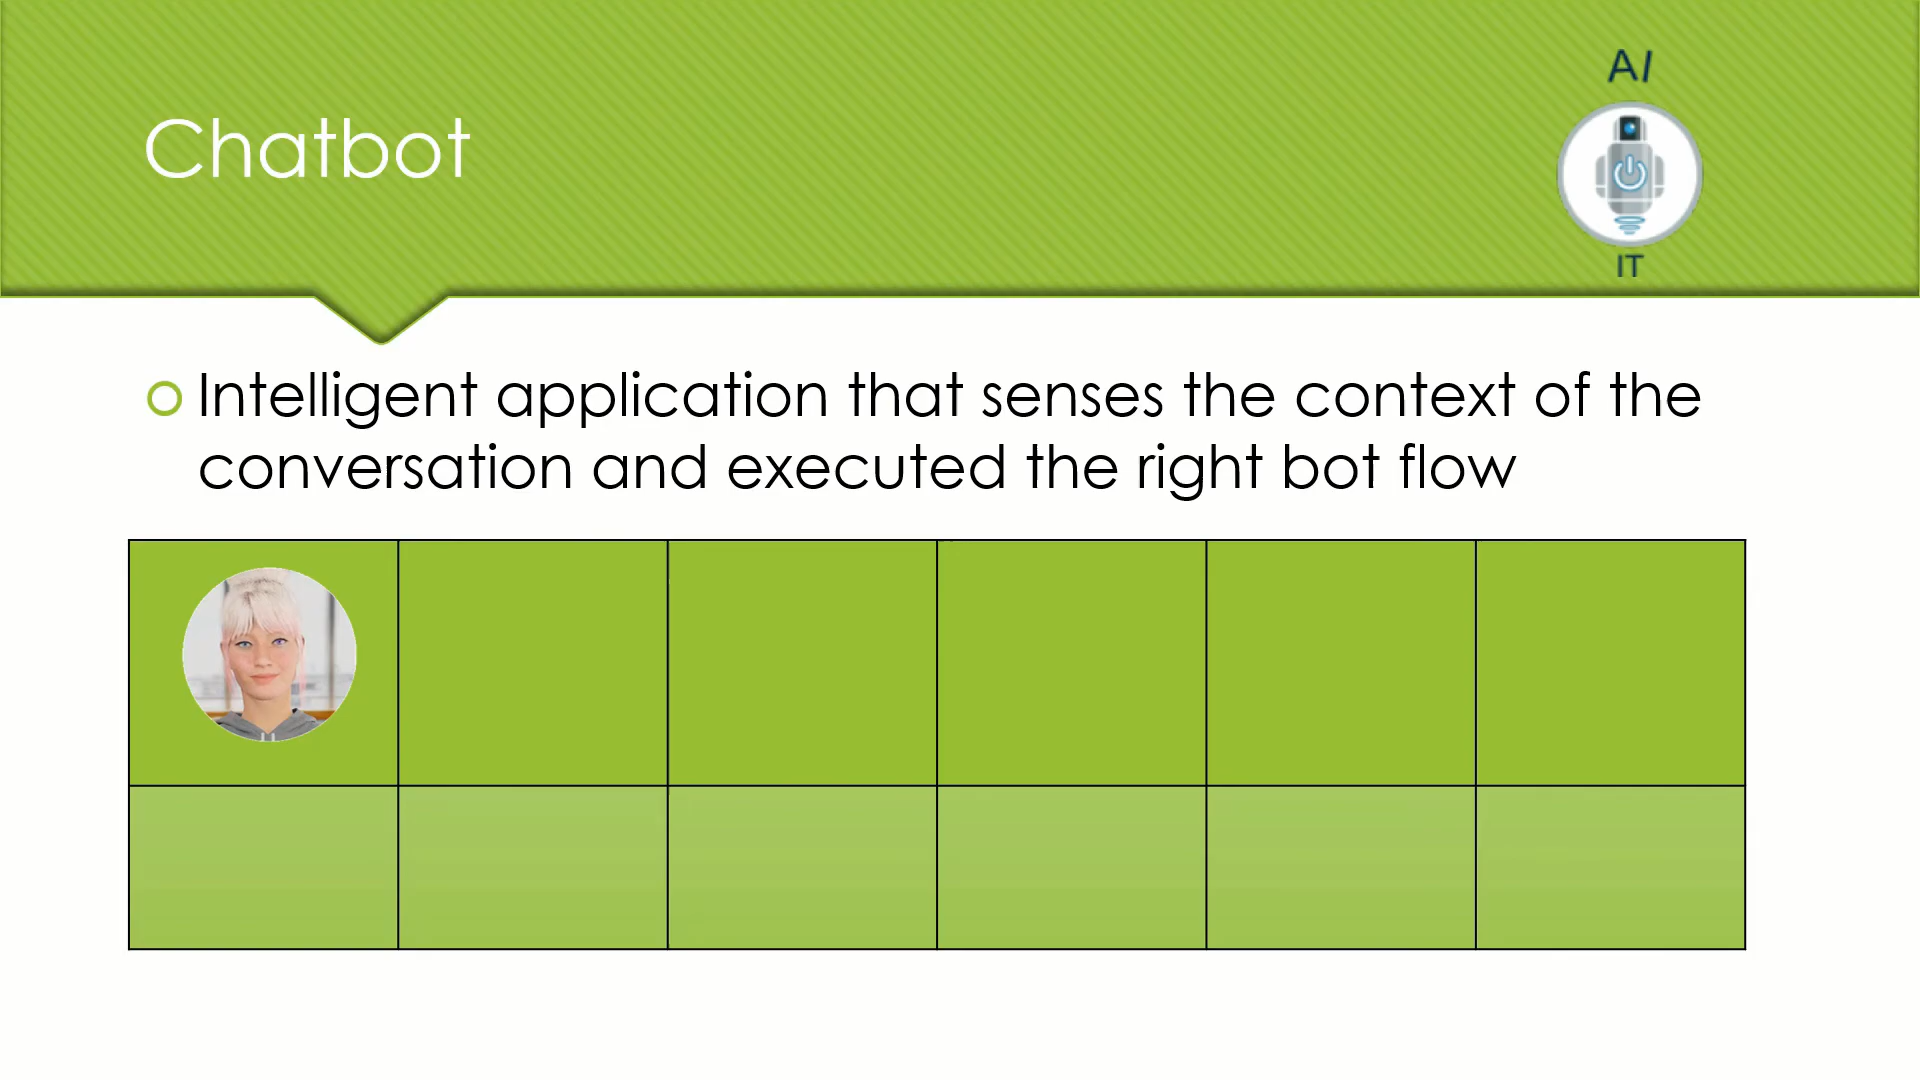 AI
Chatbot
IT
Intelligent application that senses the context of the
conversation and executed the right bot flow